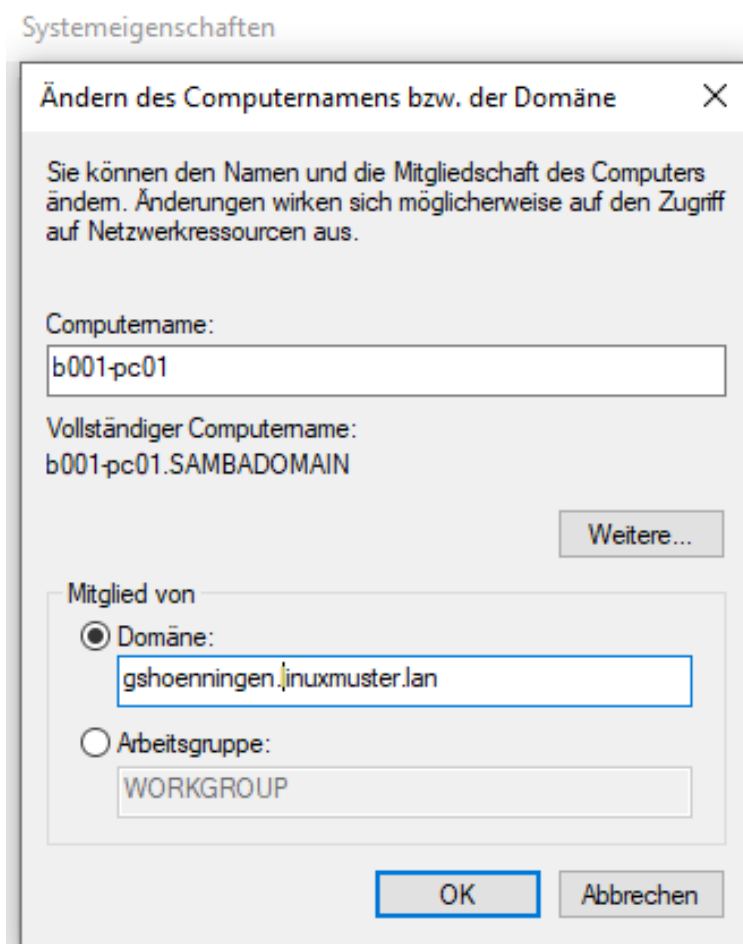 Systemeigenschaften
Ändern des Computernamens bzw. der Domäne
Sie können den Namen und die Mitgliedschaft des Computers
ändern. Änderungen wirken sich möglicherweise auf den Zugriff
auf Netzwerkressourcen aus.
Computername:
b001-pc01
Vollständiger Computername:
b001-pc01.SAMBADOMAIN
Weitere...
Mitglied von
Domäne:
gshoenningen.linuxmuster.lan
Arbeitsgruppe:
WORKGROUP
OK Abbrechen